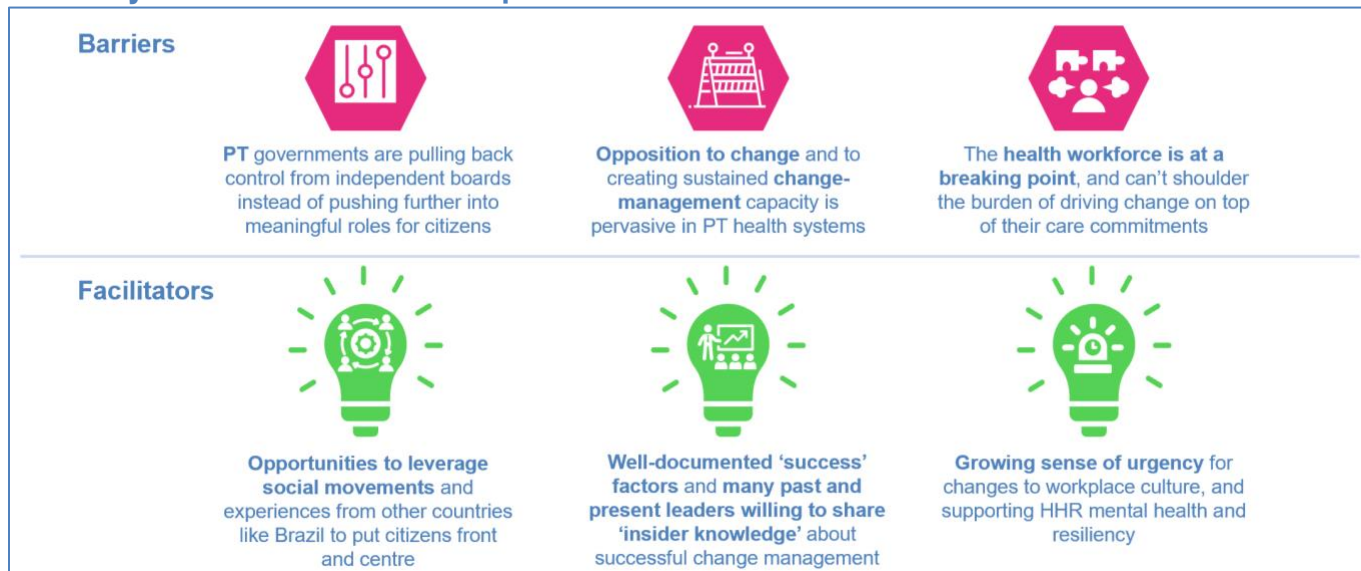 Barriers
PT governments are pulling back
control from independent boards
instead of pushing further into
meaningful roles for citizens
Opposition to change and to
creating sustained change-
management capacity is
pervasive in PT health systems
The health workforce is at a
breaking point, and can't shoulder
the burden of driving change on top
of their care commitments
Facilitators
Opportunities to leverage
social movements and
experiences from other countries
like Brazil to put citizens front
and centre
Well-documented 'success'
factors and many past and
present leaders willing to share
'insider knowledge' about
successful change management
Growing sense of urgency for
changes to workplace culture, and
supporting HHR mental health and
resiliency